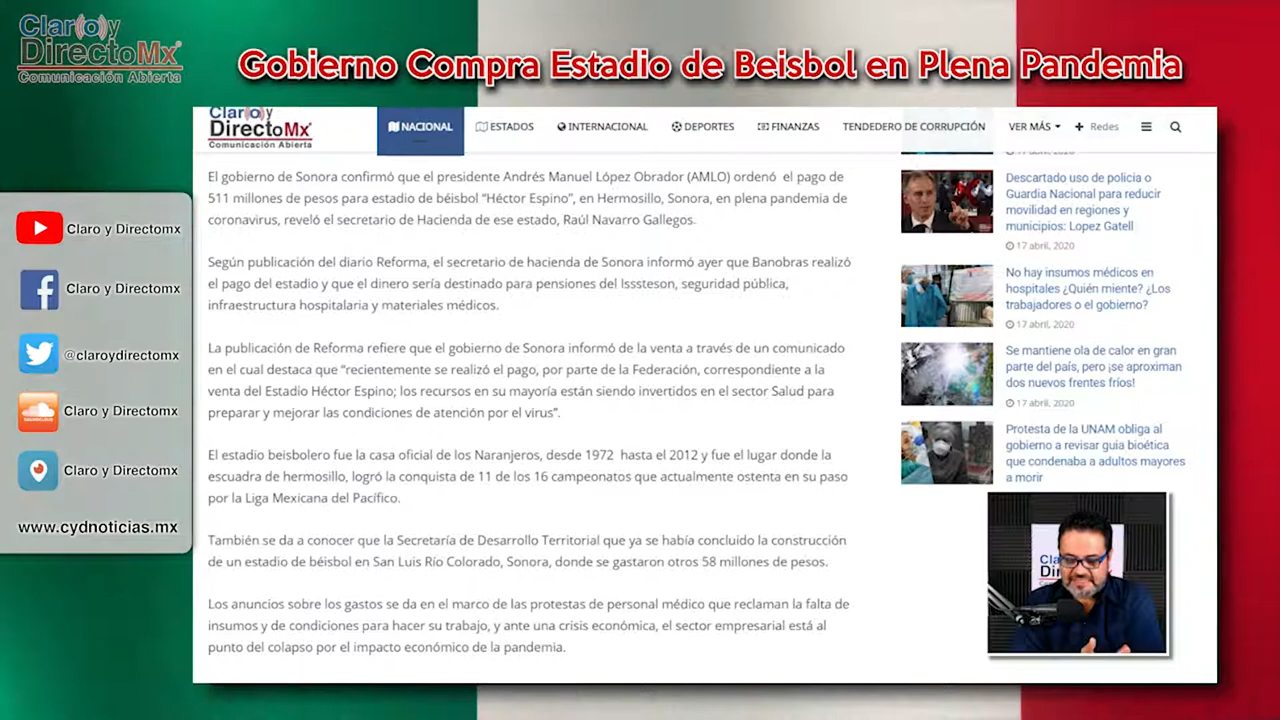 Claro y
DirectoMx
Comunicación Abierta
Gobierno Compra Estadio de Beisbol en Plena Pandemia
Claro y
DirectoMx
Comunicación Abierta
NACIONAL ESTADOS INTERNACIONAL DEPORTES FINANZAS TENDEDERO DE CORRUPCIÓN VER MÁS + Redes
El gobierno de Sonora confirmó que el presidente Andrés Manuel López Obrador (AMLO) ordenó el pago de
511 millones de pesos para estadio de béisbol “Héctor Espino”, en Hermosillo, Sonora, en plena pandemia de
coronavirus, reveló el secretario de Hacienda de ese estado, Raúl Navarro Gallegos.
Según publicación del diario Reforma, el secretario de hacienda de Sonora informó ayer que Banobras realizó
el pago del estadio y que el dinero sería destinado para pensiones del Isssteson, seguridad pública,
infraestructura hospitalaria y materiales médicos.
La publicación de Reforma refiere que el gobierno de Sonora informó de la venta a través de un comunicado
en el cual destaca que “recientemente se realizó el pago, por parte de la Federación, correspondiente a la
venta del Estadio Héctor Espino; los recursos en su mayoría están siendo invertidos en el sector Salud para
preparar y mejorar las condiciones de atención por el virus”.
El estadio beisbolero fue la casa oficial de los Naranjeros, desde 1972 hasta el 2012 y fue el lugar donde la
escuadra de hermosillo, logró la conquista de 11 de los 16 campeonatos que actualmente ostenta en su paso
por la Liga Mexicana del Pacífico.
También se da a conocer que la Secretaría de Desarrollo Territorial que ya se había concluido la construcción
de un estadio de béisbol en San Luis Río Colorado, Sonora, donde se gastaron otros 58 millones de pesos.
Los anuncios sobre los gastos se da en el marco de las protestas de personal médico que reclaman la falta de
insumos y de condiciones para hacer su trabajo, y ante una crisis económica, el sector empresarial está al
punto del colapso por el impacto económico de la pandemia.
17 abril, 2020
Descartado uso de policia o
Guardia Nacional para reducir
movilidad en regiones y
municipios: Lopez Gatell
17 abril, 2020
No hay insumos médicos en
hospitales ¿Quién miente? ¿Los
trabajadores o el gobierno?
17 abril, 2020
Se mantiene ola de calor en gran
parte del país, pero ¡se aproximan
dos nuevos frentes fríos!
17 abril, 2020
Protesta de la UNAM obliga al
gobierno a revisar guia bioética
que condenaba a adultos mayores
a morir
Claro y Directomx
Claro y Directomx
@claroydirectomx
Claro y Directomx
Claro y Directomx
www.cydnoticias.mx